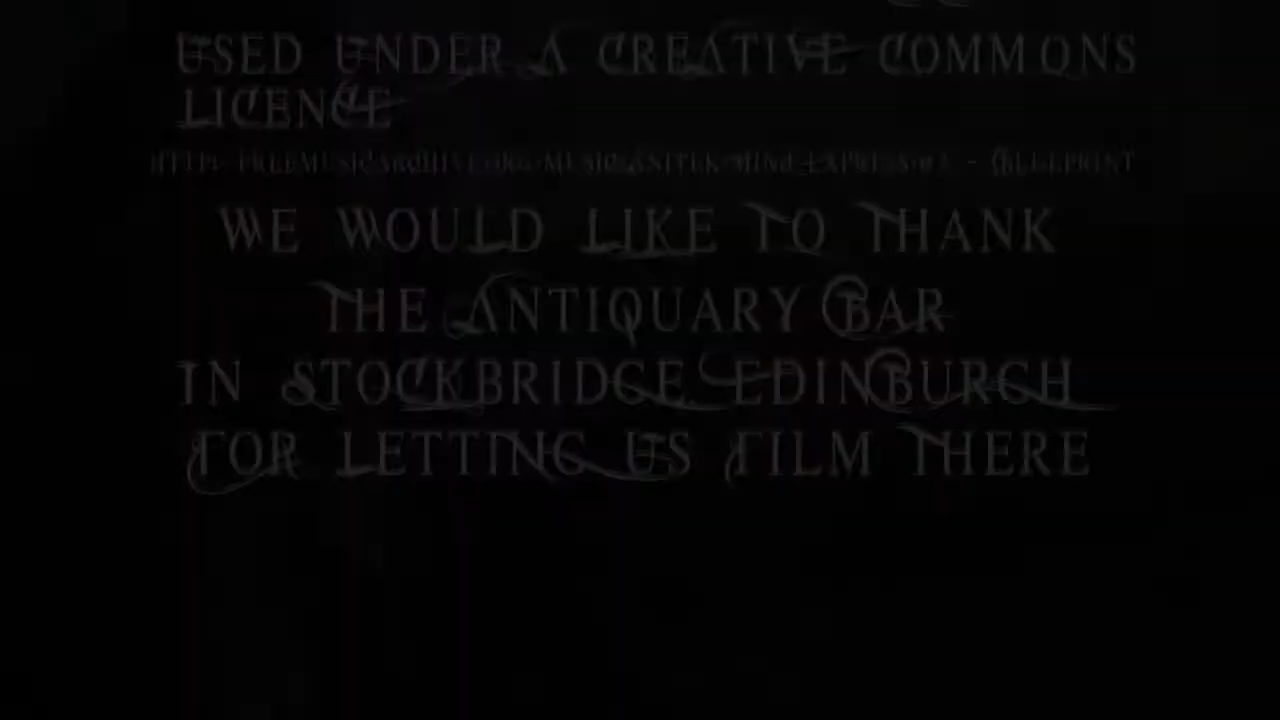 USED UNDER A CREATIVE COMMONS
LICENCE
WE WOULD LIKE TO THANK
THE ANTIQUARY BAR
IN STOCKBRIDGE, EDINBURGH
FOR LETTING US FILM THERE